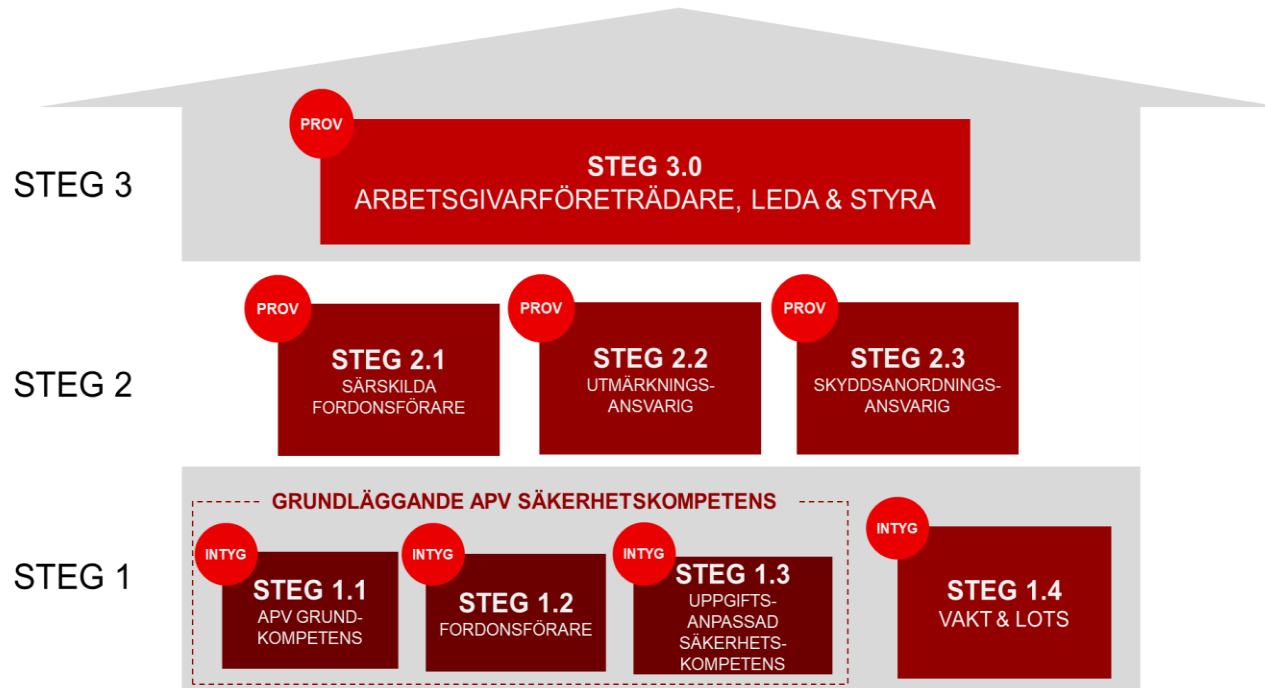 STEG 3
PROV
STEG 3.0
ARBETSGIVARFÖRETRÄDARE, LEDA & STYRA
STEG 2
PROV
STEG 2.1
SÄRSKILDA
FORDONSFÖRARE
PROV
STEG 2.2
UTMÄRKNINGS-
ANSVARIG
PROV
STEG 2.3
SKYDDSANORDNINGS-
ANSVARIG
STEG 1
GRUNDLÄGGANDE APV SÄKERHETSKOMPETENS
INTYG
STEG 1.1
APV GRUND-
KOMPETENS
INTYG
STEG 1.2
FORDONSFÖRARE
INTYG
STEG 1.3
UPPGIFTS-
ANPASSAD
SÄKERHETS-
KOMPETENS
INTYG
STEG 1.4
VAKT & LOTS